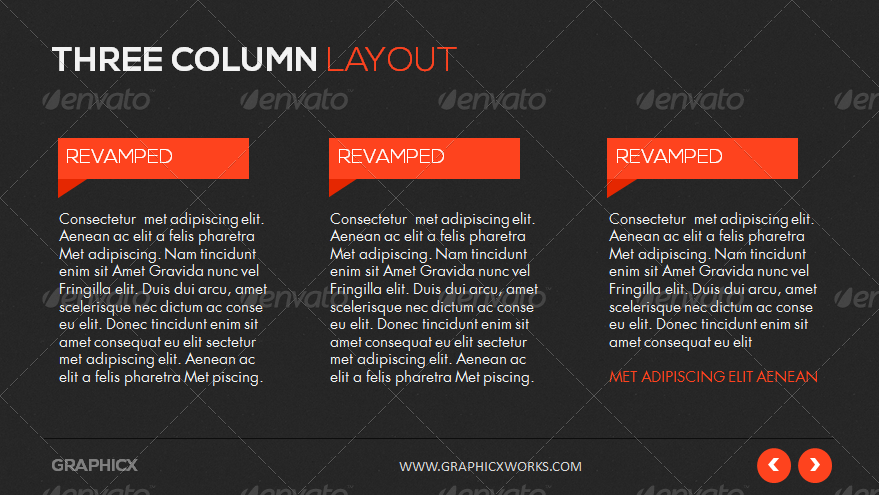 THREE COLUMN LAYOUT
REVAMPED
Consectetur met adipiscing elit.
Aenean ac elit a felis pharetra
Met adipiscing. Nam tincidunt
enim sit Amet Gravida nunc vel
Fringilla elit. Duis dui arcu, amet
scelerisque nec dictum ac conse
eu elit. Donec tincidunt enim sit
amet consequat eu elit sectetur
met adipiscing elit. Aenean ac
elit a felis pharetra Met piscing.
REVAMPED
Consectetur met adipiscing elit.
Aenean ac elit a felis pharetra
Met adipiscing. Nam tincidunt
enim sit Amet Gravida nunc vel
Fringilla elit. Duis dui arcu, amet
scelerisque nec dictum ac conse
eu elit. Donec tincidunt enim sit
amet consequat eu elit sectetur
met adipiscing elit. Aenean ac
elit a felis pharetra Met piscing.
REVAMPED
Consectetur met adipiscing elit.
Aenean ac elit a felis pharetra
Met adipiscing. Nam tincidunt
enim sit Amet Gravida nunc vel
Fringilla elit. Duis dui arcu, amet
scelerisque nec dictum ac conse
eu elit. Donec tincidunt enim sit
amet consequat eu elit
MET ADIPISCING ELIT AENEAN
GRAPHICX
WWW.GRAPHICXWORKS.COM
envato envato envato envato
envato envato envato envato